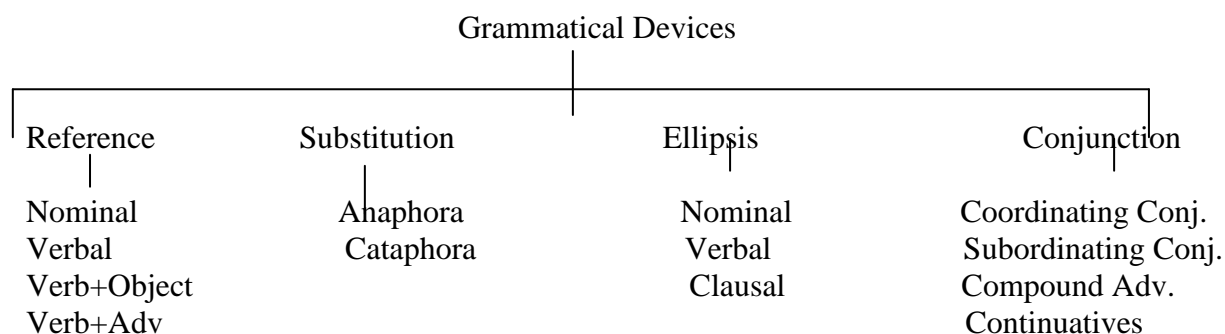 Grammatical Devices
Reference Substitution Ellipsis Conjunction
Nominal Anaphora Nominal Coordinating Conj.
Verbal Cataphora Verbal Subordinating Conj.
Verb+Object Clausal Compound Adv.
Verb+Adv Continuatives